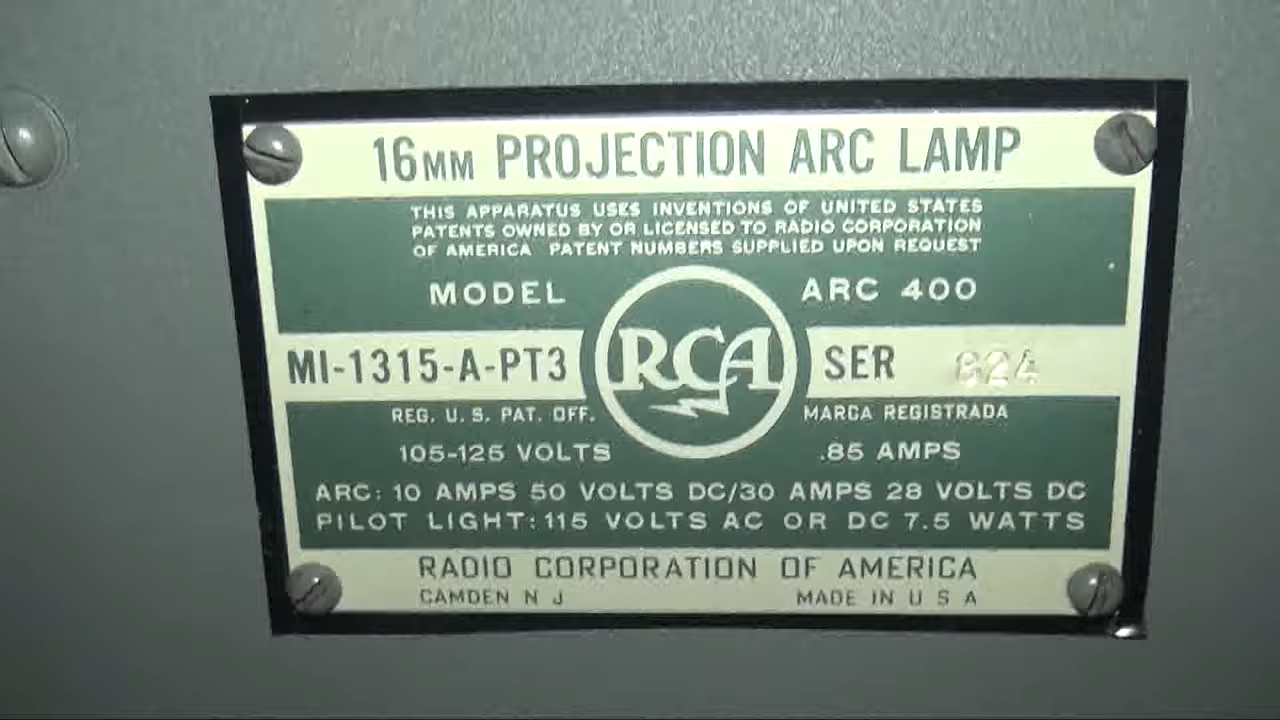 16MM PROJECTION ARC LAMP
THIS APPARATUS USES INVENTIONS OF UNITED STATES
PATENTS OWNED BY OR LICENSED TO RADIO CORPORATION
OF AMERICA PATENT NUMBERS SUPPLIED UPON REQUEST
MODEL ARC 400
MI-1315-A-PT3 RCA SER 824
REG. U. S. PAT. OFF. MARCA REGISTRADA
105-125 VOLTS .85 AMPS
ARC: 10 AMPS 50 VOLTS DC/30 AMPS 28 VOLTS DC
PILOT LIGHT: 115 VOLTS AC OR DC 7.5 WATTS
RADIO CORPORATION OF AMERICA
CAMDEN N J MADE IN U S A